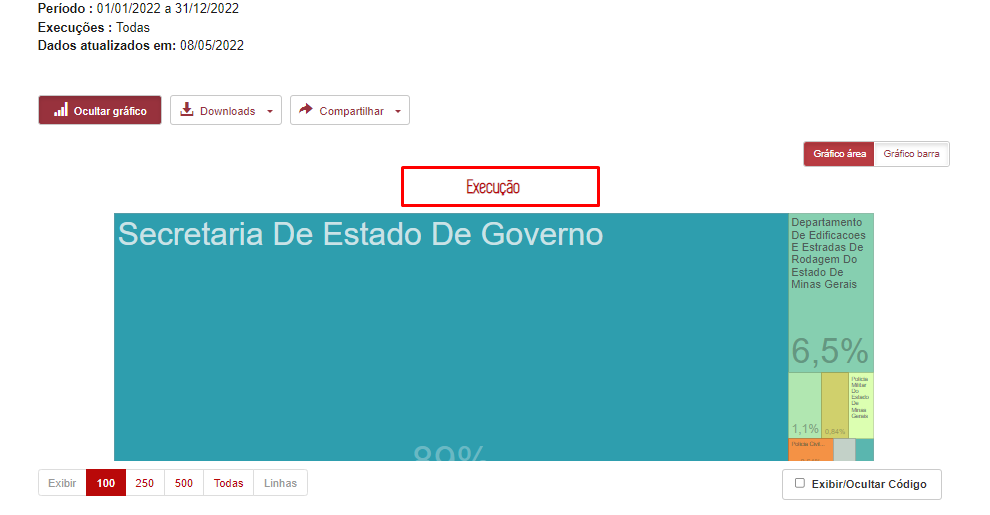 Período : 01/01/2022 a 31/12/2022
Execuções : Todas
Dados atualizados em: 08/05/2022
Ocultar gráfico
Downloads
Compartilhar
Gráfico área
Gráfico barra
Execução
Secretaria De Estado De Governo
89%
Departamento
De Edificacoes
E Estradas De
Rodagem Do
Estado De
Minas Gerais
6,5%
1,1%
0,84%
Polícia
Militar
Do
Estado
De
Minas
Gerais
Polícia Civil...
Exibir
100
250
500
Todas
Linhas
Exibir/Ocultar Código